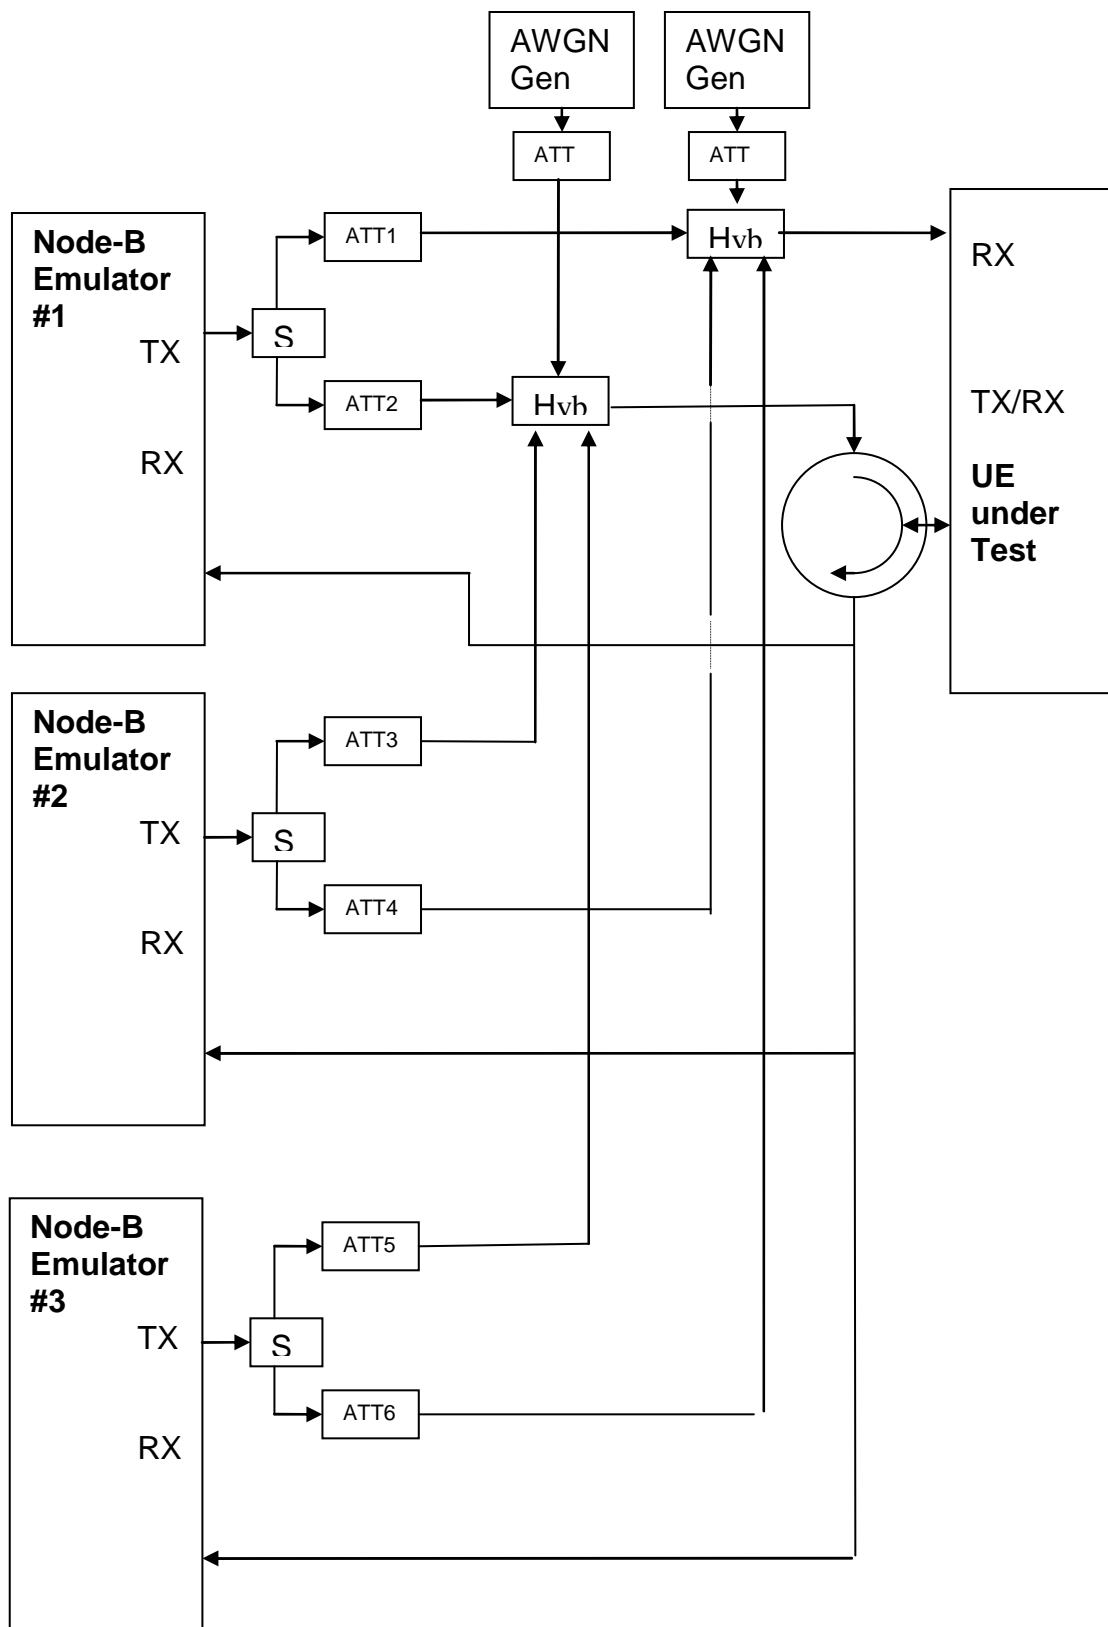 AWGN
Gen
AWGN
Gen
ATT
ATT
Node-B
Emulator
#1
TX
RX
S
ATT1
ATT2
Hyb
Hyb
RX
TX/RX
UE
under
Test
Node-B
Emulator
#2
TX
RX
S
ATT3
ATT4
Node-B
Emulator
#3
TX
RX
S
ATT5
ATT6